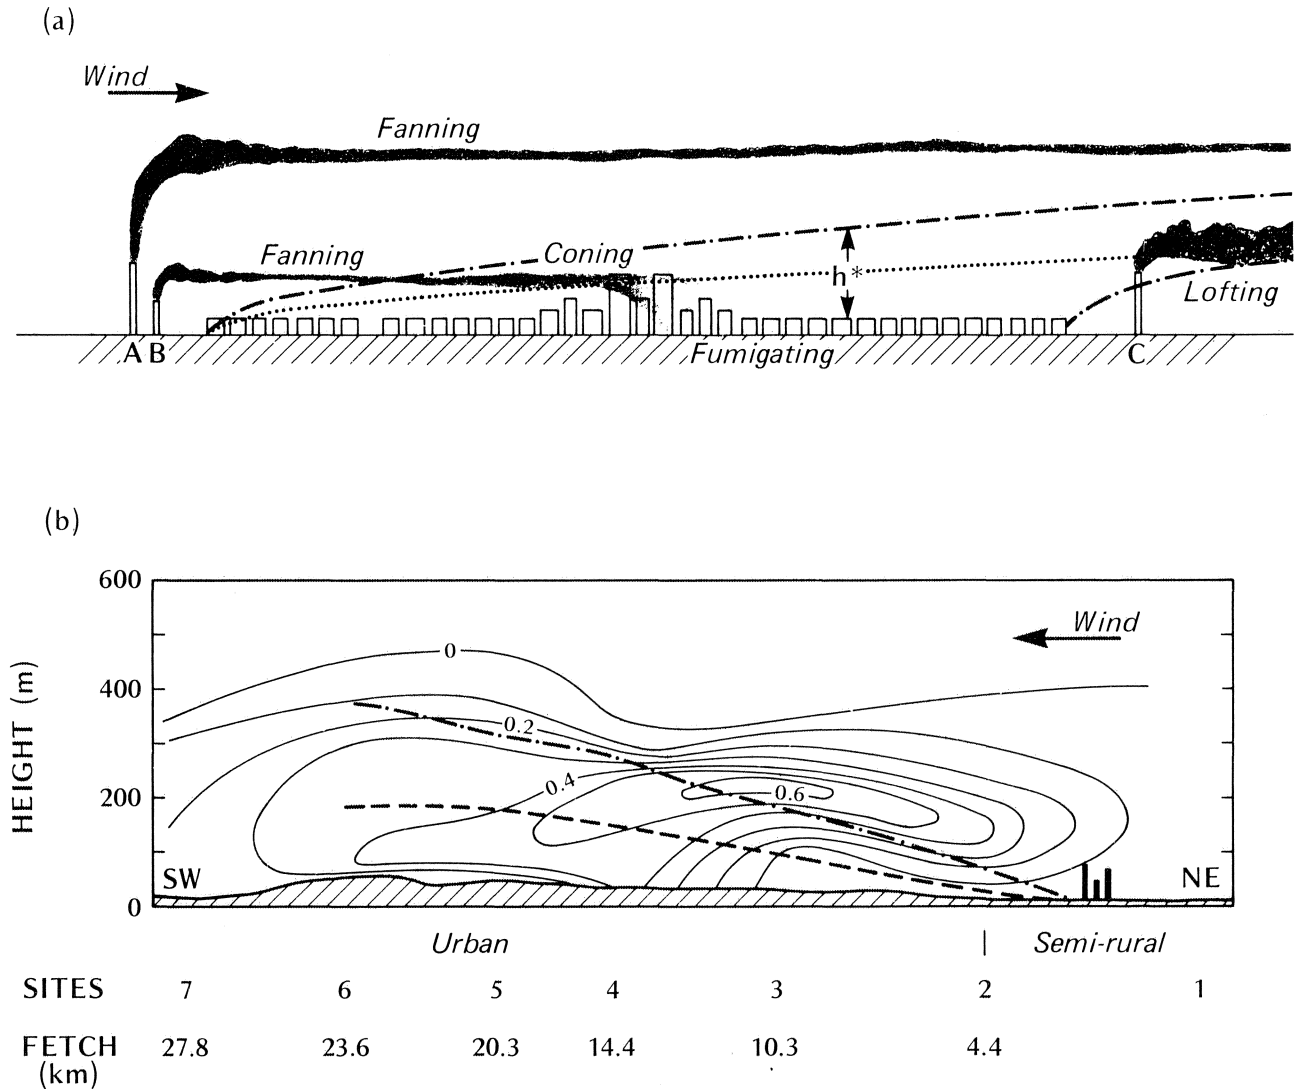 (a)
Wind
Fanning
Fanning
Coning
h*
Lofting
A B
Fumigating
C
(b)
600
Wind
0
400
0.2
0.4
0.6
200
HEIGHT (m)
SW
NE
0
Urban | Semi-rural
SITES 7 6 5 4 3 2 1
FETCH 27.8 23.6 20.3 14.4 10.3 4.4
(km)